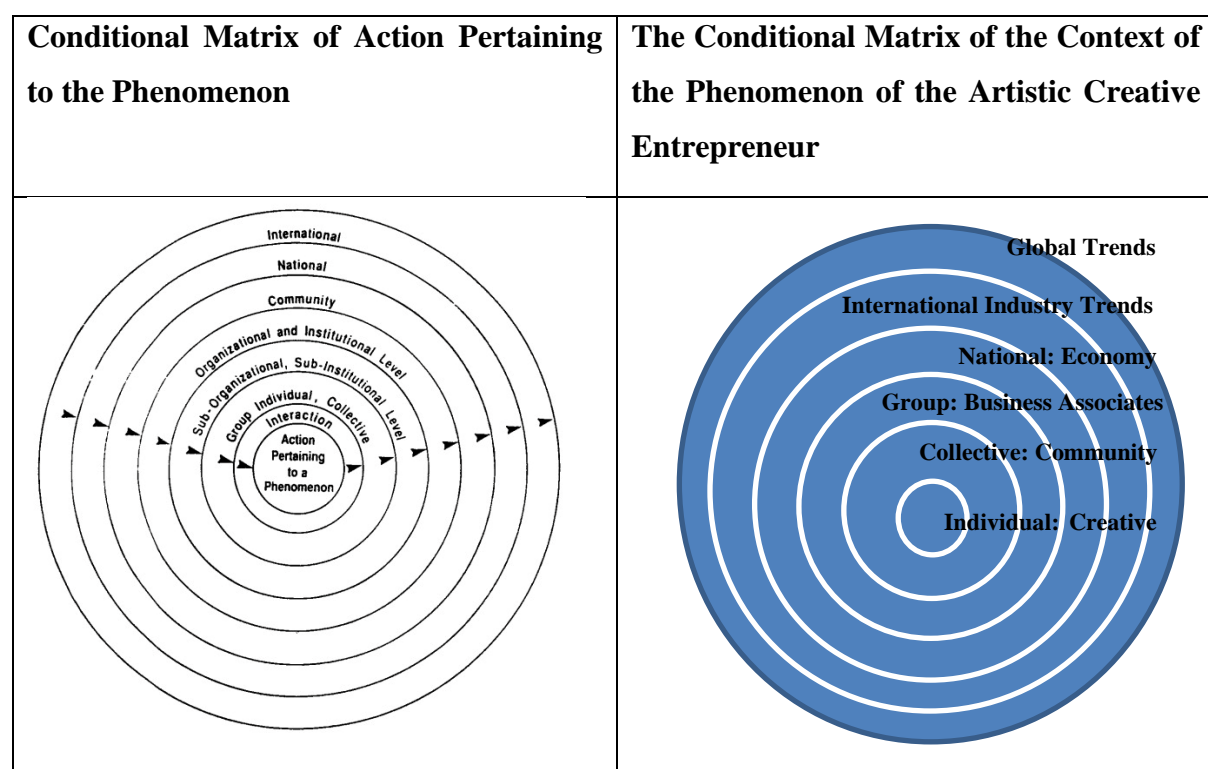 Conditional Matrix of Action Pertaining
to the Phenomenon
The Conditional Matrix of the Context of
the Phenomenon of the Artistic Creative
Entrepreneur
International
National
Community
Organizational and Institutional Level
Sub-Organizational, Sub-Institutional Level
Group Individual, Collective
Interaction
Action
Pertaining
to a
Phenomenon
Global Trends
International Industry Trends
National: Economy
Group: Business Associates
Collective: Community
Individual: Creative